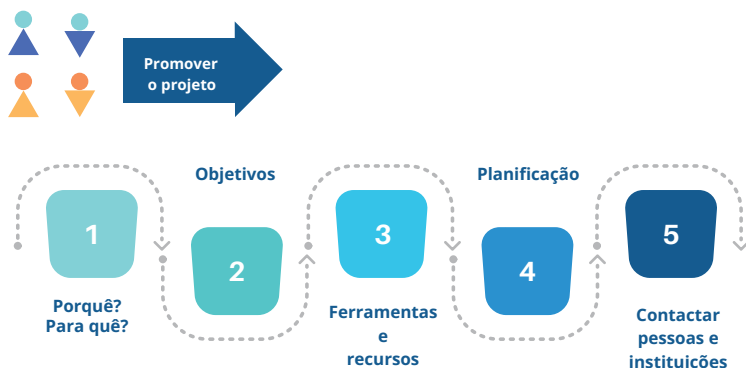 Promover
o projeto
Objetivos
Planificação
1
2
3
4
5
Porquê?
Para quê?
Ferramentas
e
recursos
Contactar
pessoas e
instituições